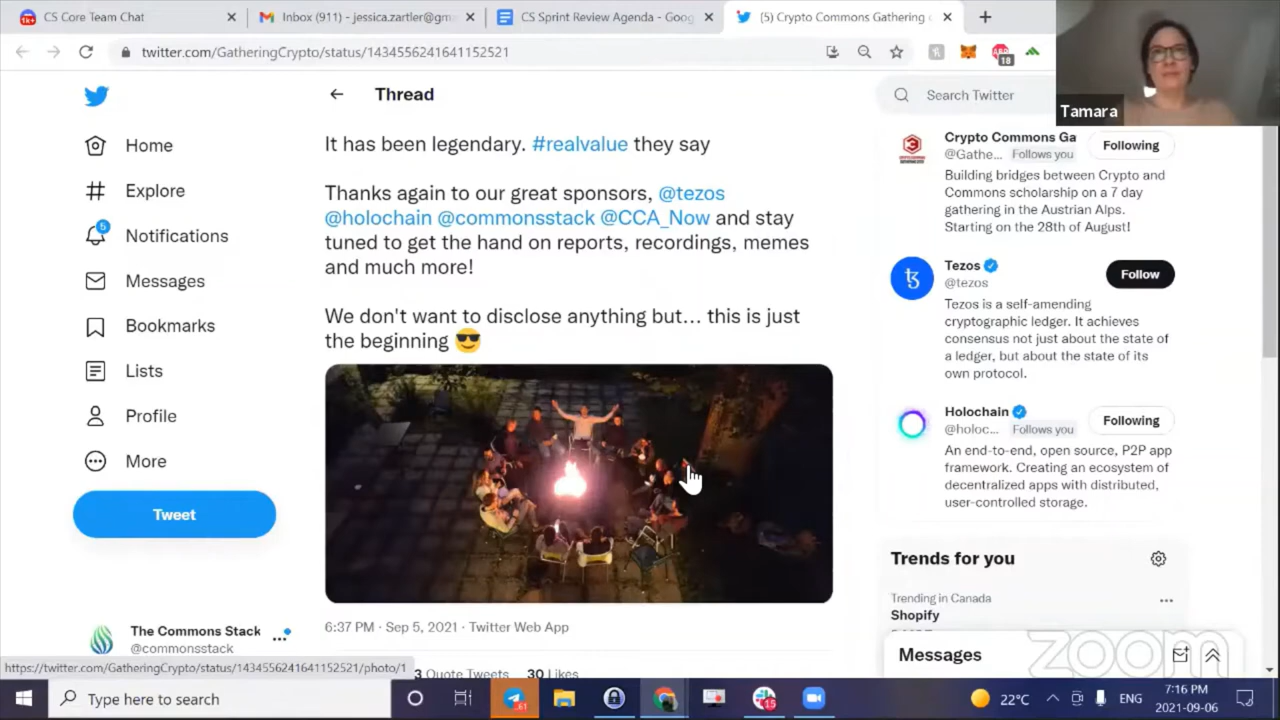 CS Core Team Chat
Inbox (911) - jessica.zartler@gm
CS Sprint Review Agenda - Goog
(5) Crypto Commons Gathering
twitter.com/GatheringCrypto/status/1434556241641152521
18
Tamara
Home
Explore
5
Notifications
Messages
Bookmarks
Lists
Profile
More
Tweet
The Commons Stack
@commonsstack
Thread
It has been legendary. #realvalue they say
Thanks again to our great sponsors, @tezos
@holochain @commonsstack @CCA_Now and stay
tuned to get the hand on reports, recordings, memes
and much more!
We don't want to disclose anything but... this is just
the beginning 😎
6:37 PM · Sep 5, 2021 · Twitter Web App
3 Quote Tweets 30 Likes
Search Twitter
Crypto Commons Ga
@Gathe... Follows you
Following
Building bridges between Crypto and
Commons scholarship on a 7 day
gathering in the Austrian Alps.
Starting on the 28th of August!
Tezos
@tezos
Follow
Tezos is a self-amending
cryptographic ledger. It achieves
consensus not just about the state of
a ledger, but about the state of its
own protocol.
Holochain
@holoc... Follows you
Following
An end-to-end, open source, P2P app
framework. Creating an ecosystem of
decentralized apps with distributed,
user-controlled storage.
Trends for you
Trending in Canada
Shopify
Messages
zoom
https://twitter.com/GatheringCrypto/status/1434556241641152521/photo/1
Type here to search
61
15
22°C
ENG
7:16 PM
2021-09-06